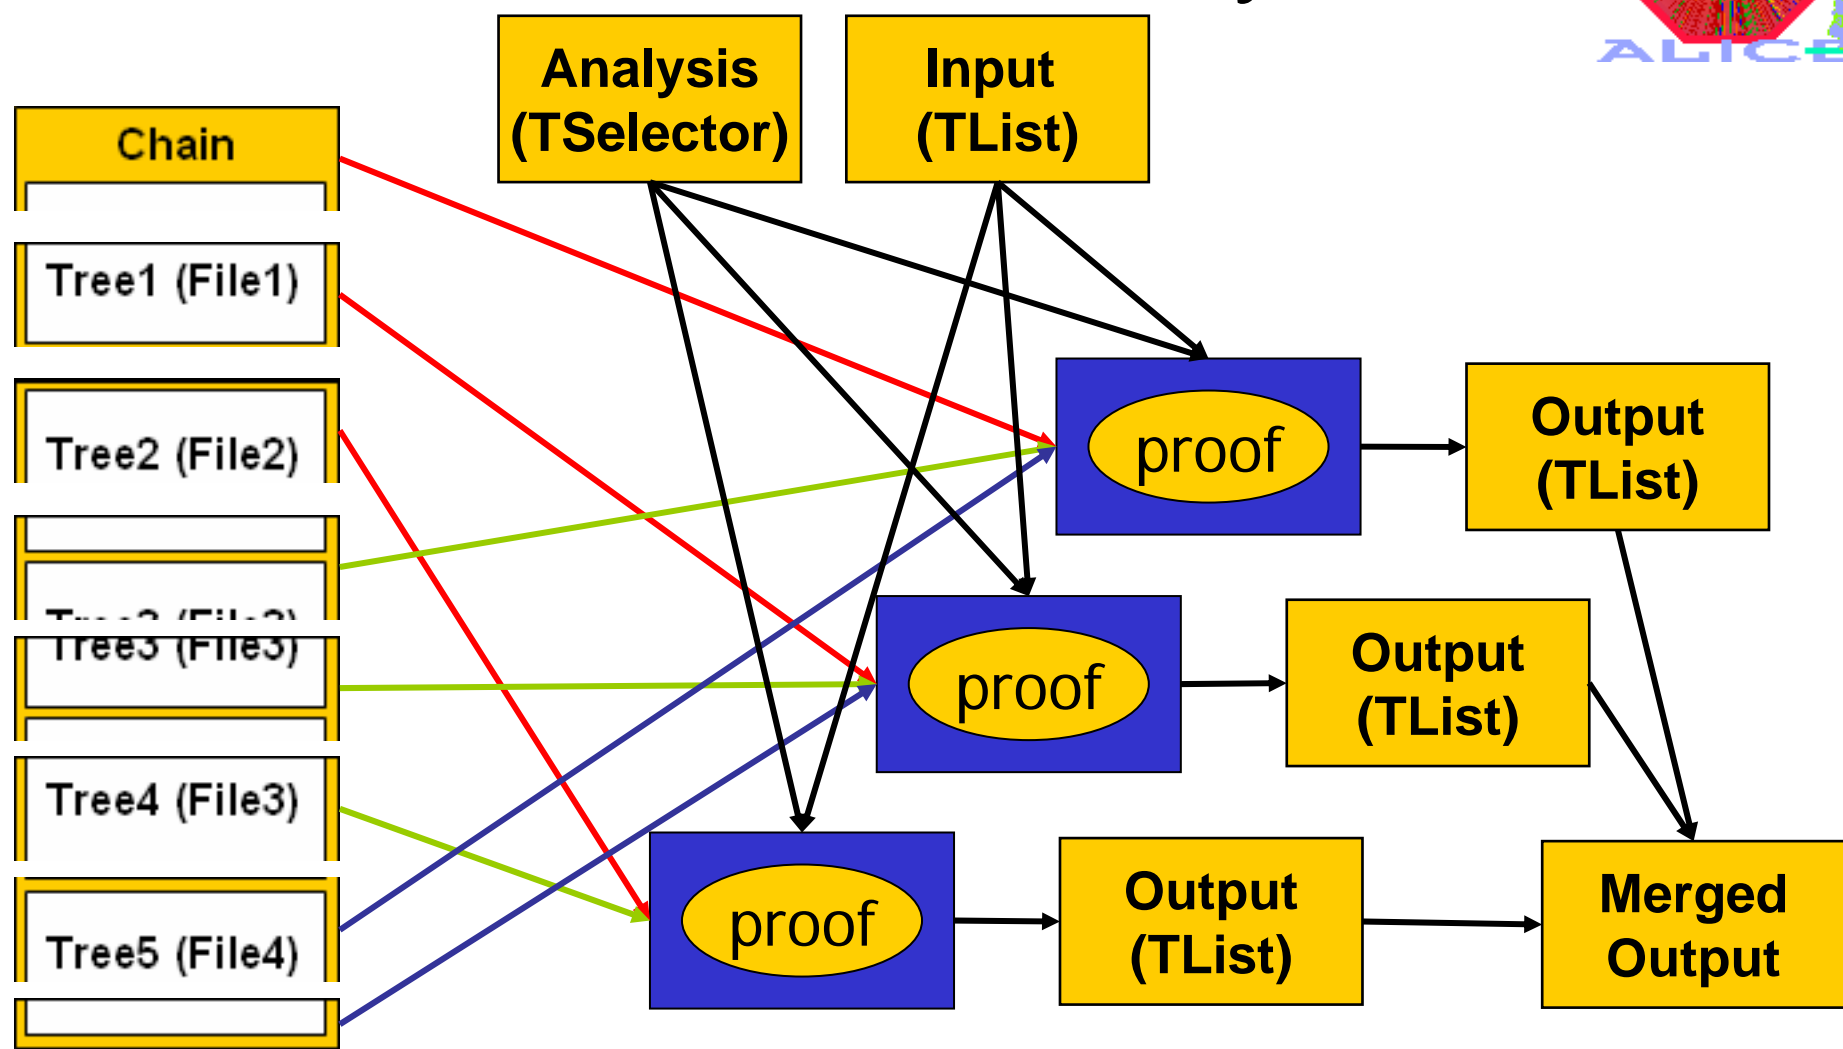 Analysis
(TSelector)
Input
(TList)
ALICE
Chain
Tree1 (File1)
Tree2 (File2)
Tree3 (File3)
Tree4 (File3)
Tree5 (File4)
proof
Output
(TList)
proof
Output
(TList)
proof
Output
(TList)
Merged
Output